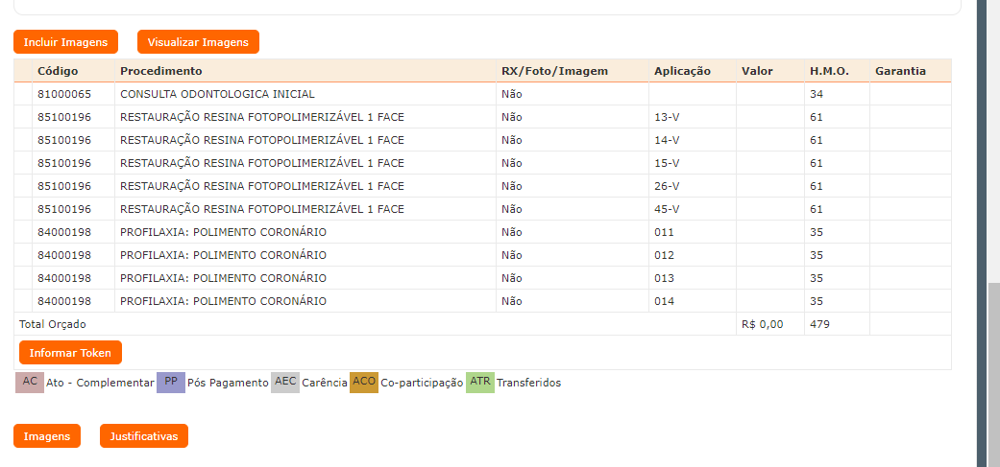 Incluir Imagens Visualizar Imagens
Código Procedimento RX/Foto/Imagem Aplicação Valor H.M.O. Garantia
81000065 CONSULTA ODONTOLOGICA INICIAL Não 34
85100196 RESTAURAÇÃO RESINA FOTOPOLIMERIZÁVEL 1 FACE Não 13-V 61
85100196 RESTAURAÇÃO RESINA FOTOPOLIMERIZÁVEL 1 FACE Não 14-V 61
85100196 RESTAURAÇÃO RESINA FOTOPOLIMERIZÁVEL 1 FACE Não 15-V 61
85100196 RESTAURAÇÃO RESINA FOTOPOLIMERIZÁVEL 1 FACE Não 26-V 61
85100196 RESTAURAÇÃO RESINA FOTOPOLIMERIZÁVEL 1 FACE Não 45-V 61
84000198 PROFILAXIA: POLIMENTO CORONÁRIO Não 011 35
84000198 PROFILAXIA: POLIMENTO CORONÁRIO Não 012 35
84000198 PROFILAXIA: POLIMENTO CORONÁRIO Não 013 35
84000198 PROFILAXIA: POLIMENTO CORONÁRIO Não 014 35
Total Orçado R$ 0,00 479
Informar Token
AC Ato - Complementar PP Pós Pagamento AEC Carência ACO Co-participação ATR Transferidos
Imagens Justificativas